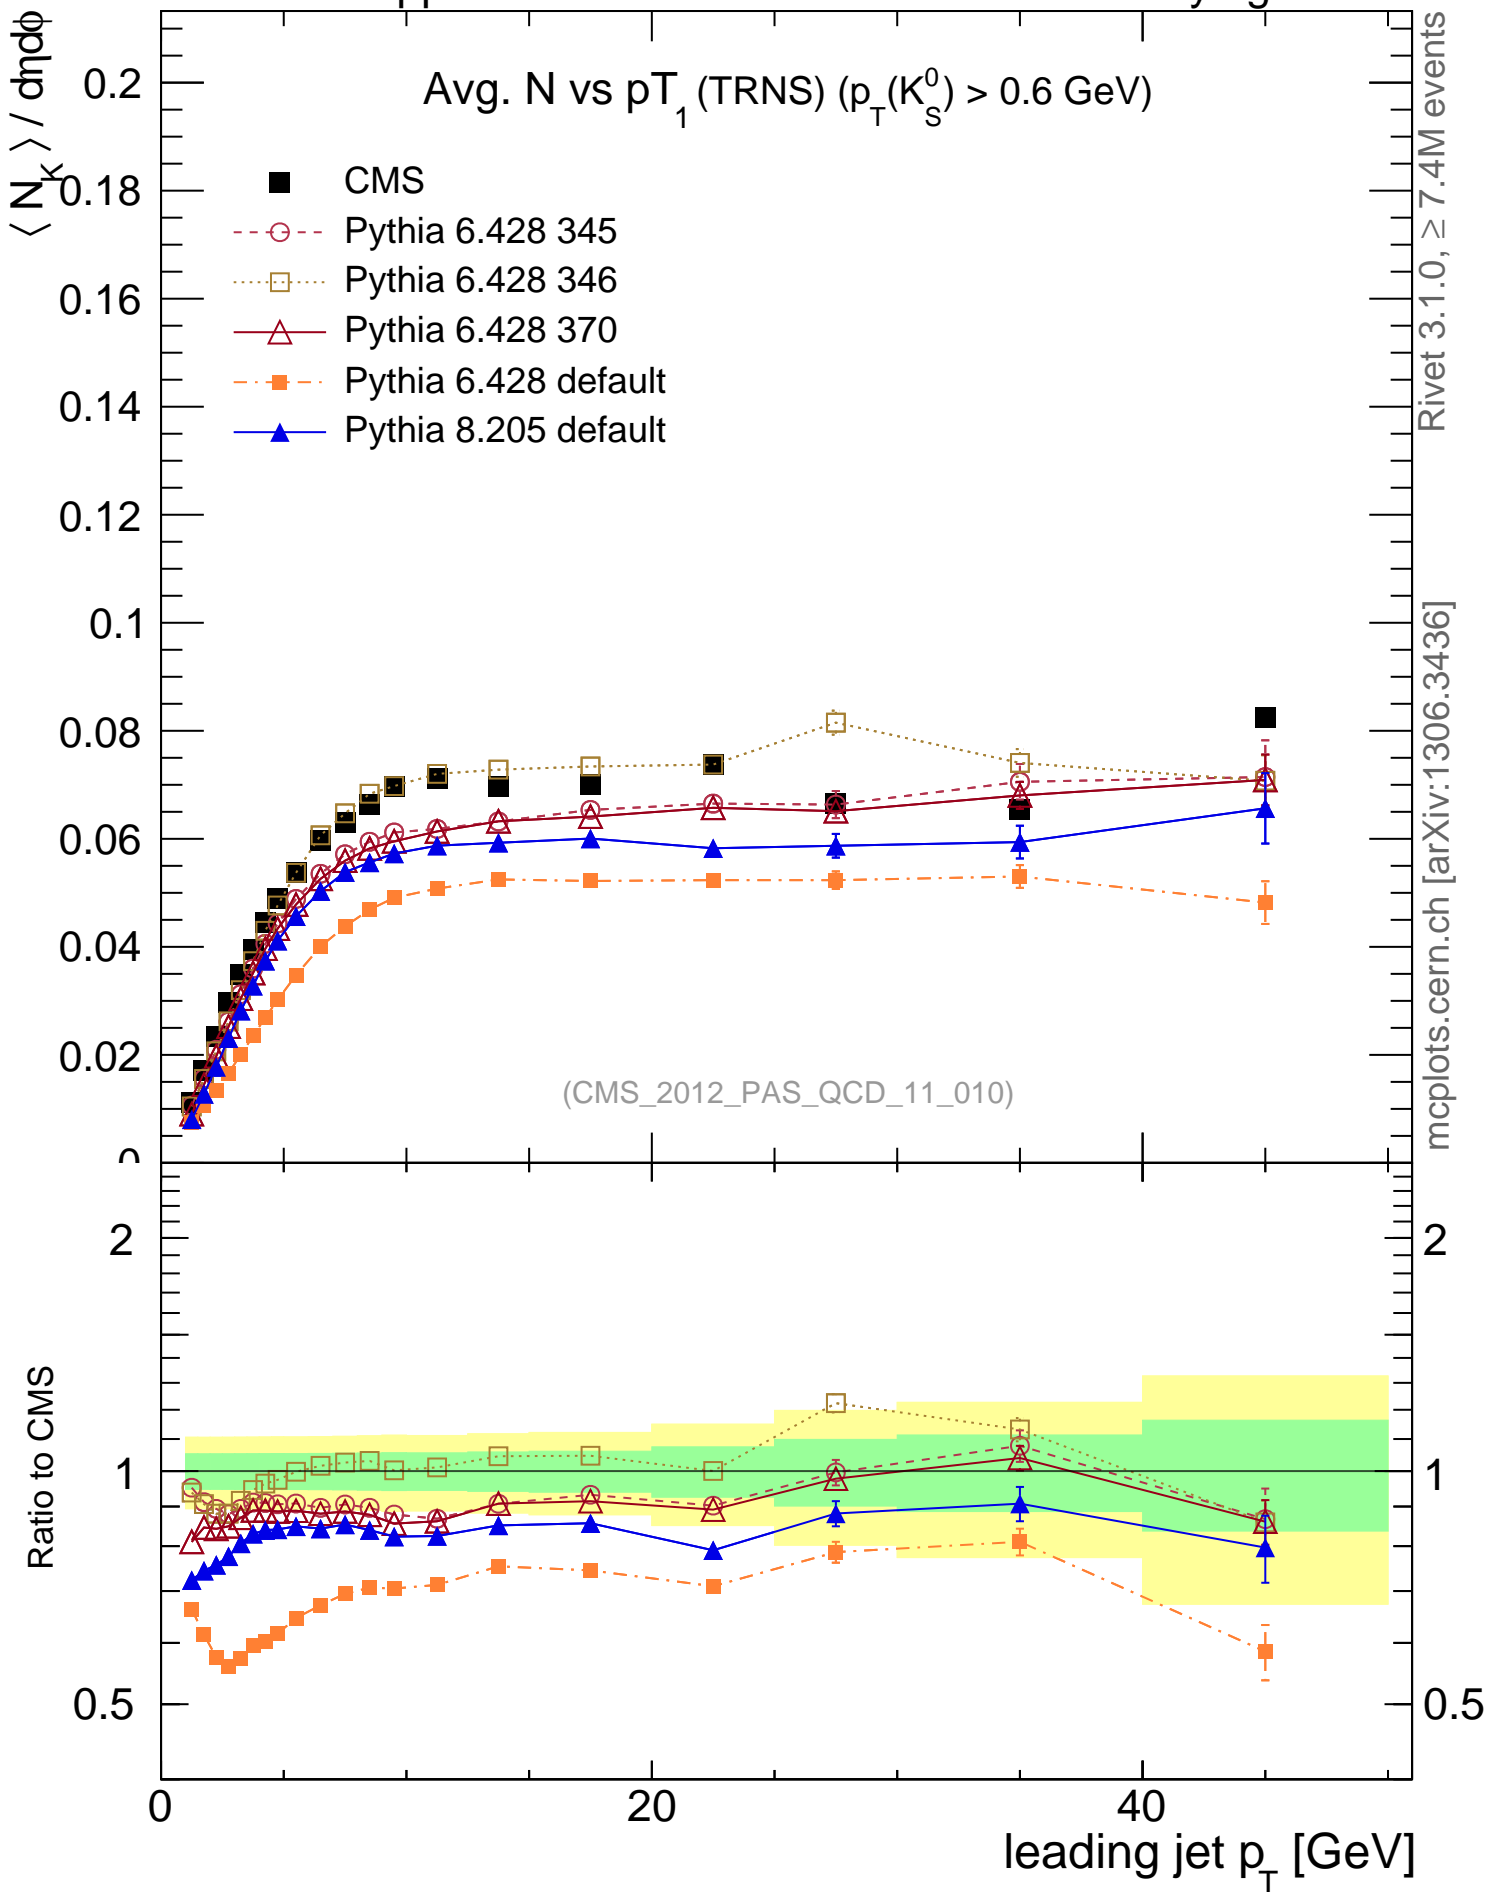 Avg. N vs pT1 (TRNS) (pT(K0S) > 0.6 GeV)
⟨ NK ⟩ / dηdϕ
CMS
Pythia 6.428 345
Pythia 6.428 346
Pythia 6.428 370
Pythia 6.428 default
Pythia 8.205 default
0.2
0.18
0.16
0.14
0.12
0.1
0.08
0.06
0.04
0.02
0
(CMS_2012_PAS_QCD_11_010)
Rivet 3.1.0, ≥ 7.4M events
mcplots.cern.ch [arXiv:1306.3436]
Ratio to CMS
2
1
0.5
2
1
0.5
0
20
40
leading jet pT [GeV]